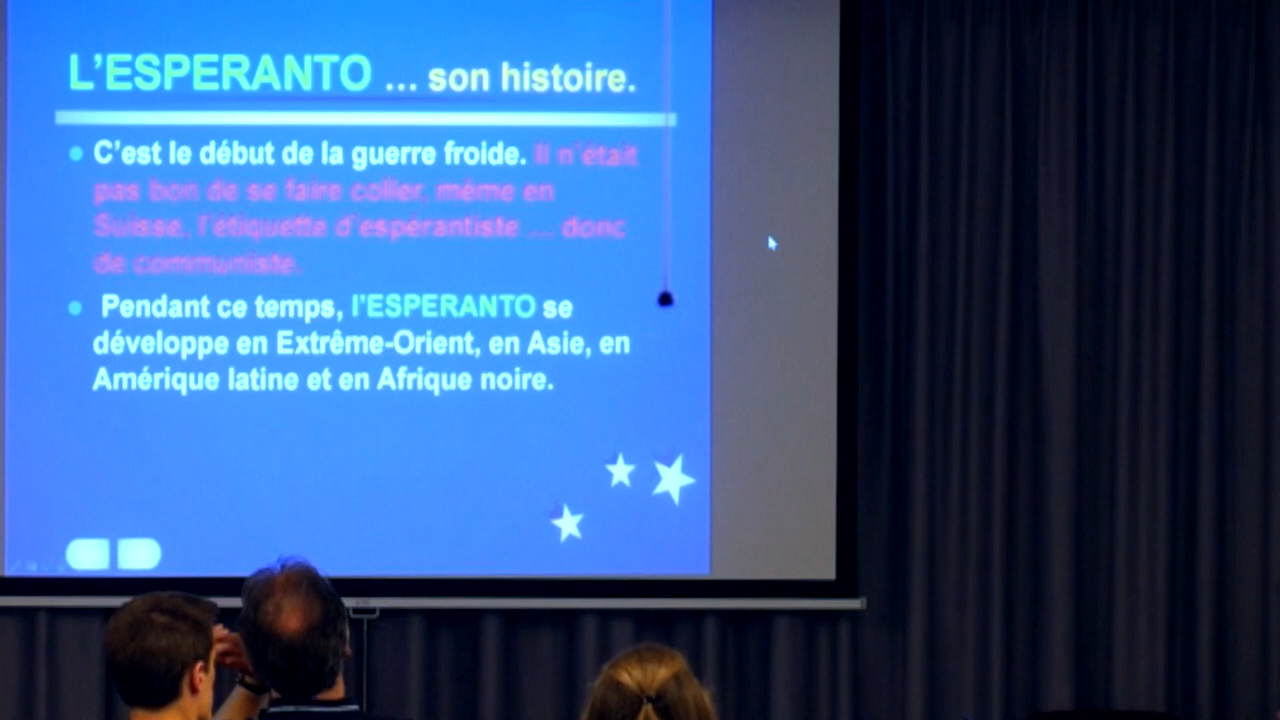 L’ESPERANTO ... son histoire.
C’est le début de la guerre froide. Il n’était
pas bon de se faire coller, même en
Suisse, l’étiquette d’espérantiste ... donc
de communiste.
Pendant ce temps, l’ESPERANTO se
développe en Extrême-Orient, en Asie, en
Amérique latine et en Afrique noire.